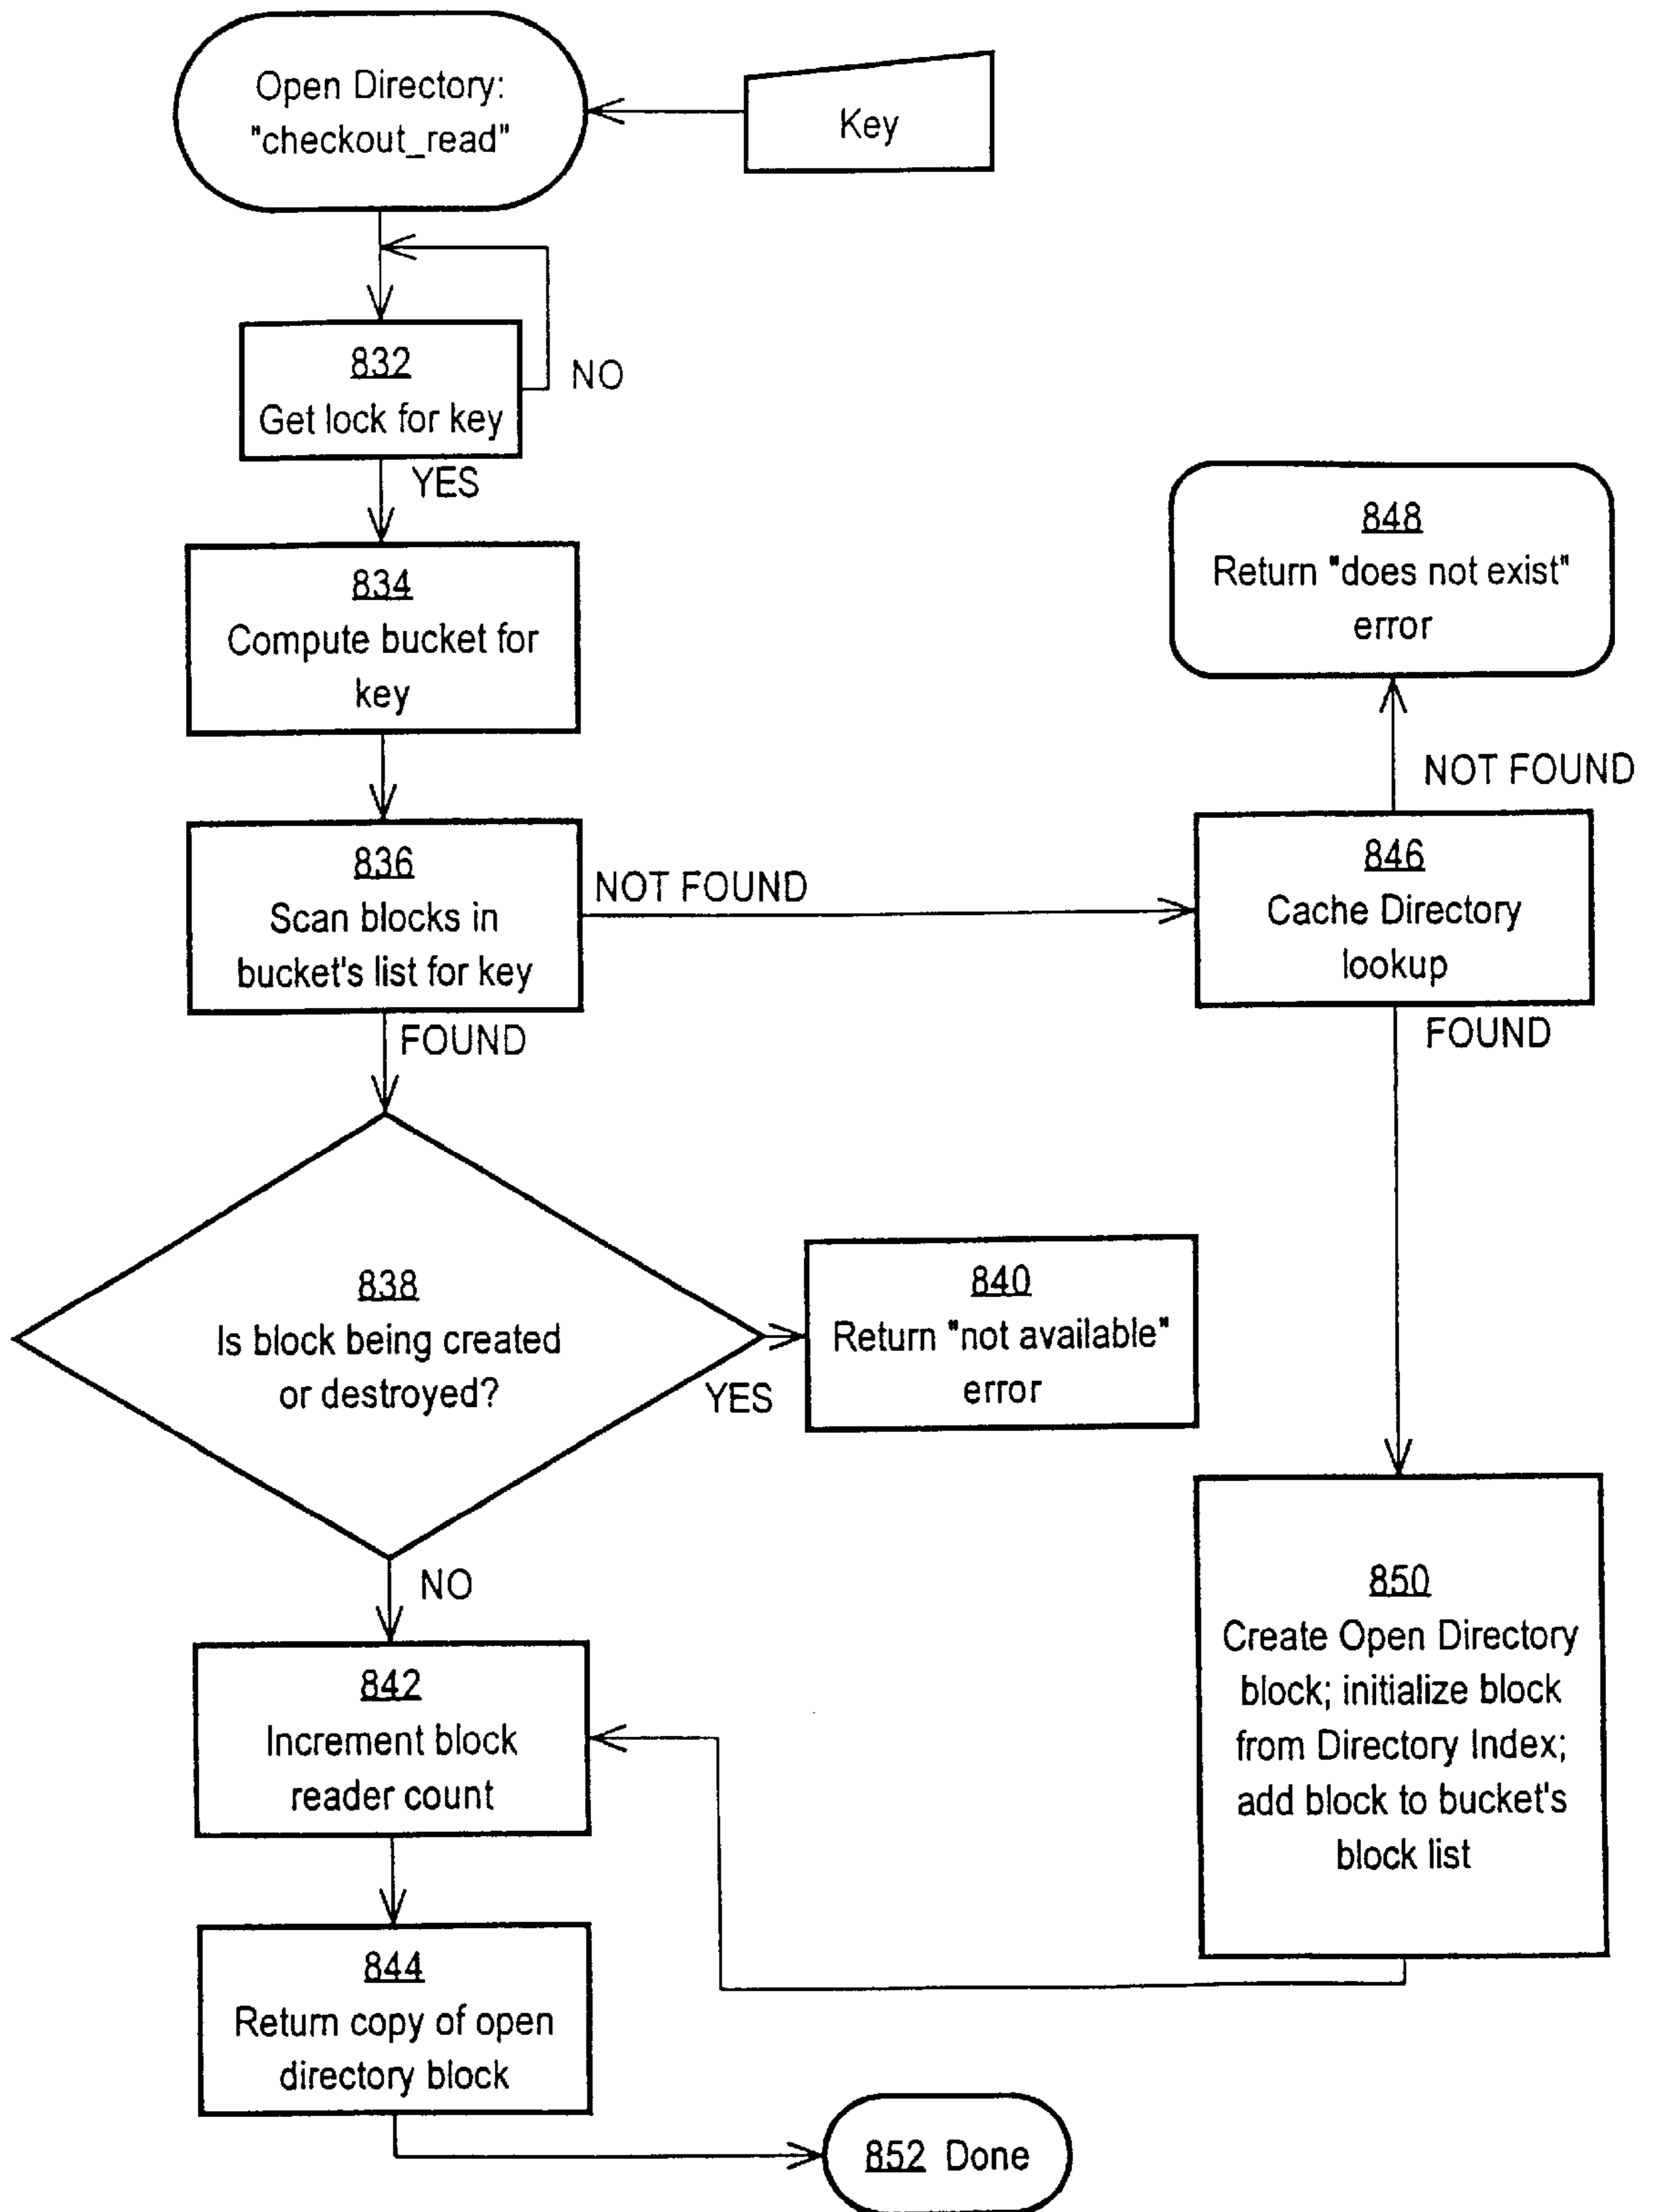 Open Directory:
"checkout_read"
Key
832
Get lock for key
NO
YES
834
Compute bucket for
key
836
Scan blocks in
bucket's list for key
NOT FOUND
FOUND
848
Return "does not exist"
error
NOT FOUND
846
Cache Directory
lookup
FOUND
838
Is block being created
or destroyed?
YES
840
Return "not available"
error
NO
842
Increment block
reader count
850
Create Open Directory
block; initialize block
from Directory Index;
add block to bucket's
block list
844
Return copy of open
directory block
852 Done